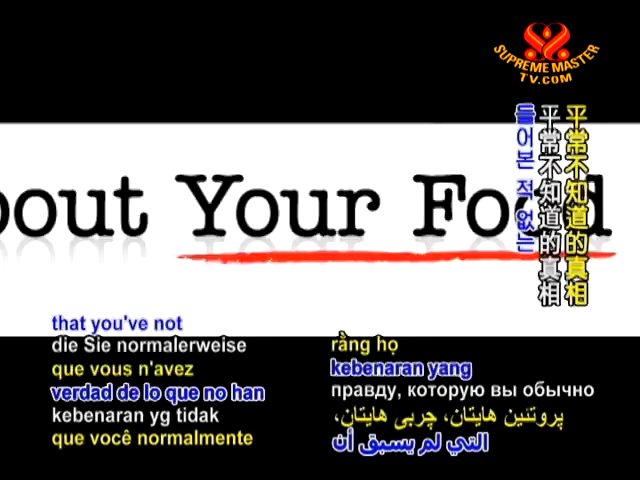 SUPREME MASTER
TV.COM
bout Your Food
平常不知道的真相
平常不知道的真相
들어본 적 없는
that you've not
die Sie normalerweise
que vous n'avez
verdad de lo que no han
kebenaran yg tidak
que você normalmente
rằng họ
kebenaran yang
правду, которую вы обычно
پروتئین هایتان، چربی هایتان،
التي لم يسبق أن